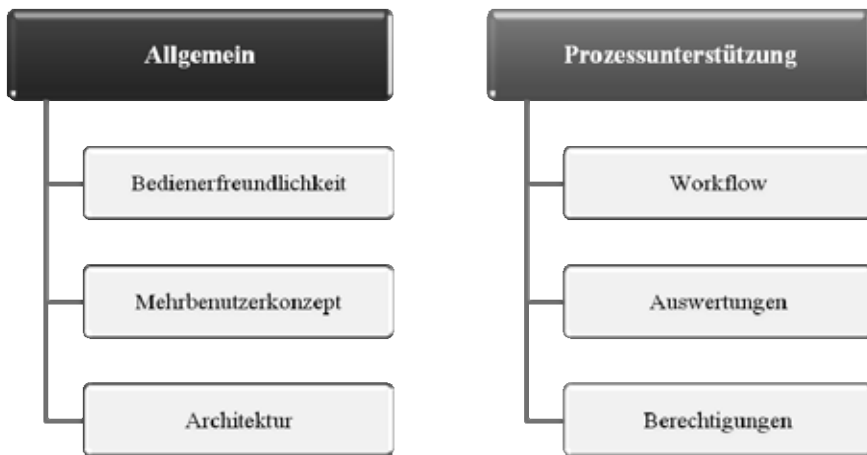 Allgemein
Bedienerfreundlichkeit
Mehrbenutzerkonzept
Architektur
Prozessunterstützung
Workflow
Auswertungen
Berechtigungen